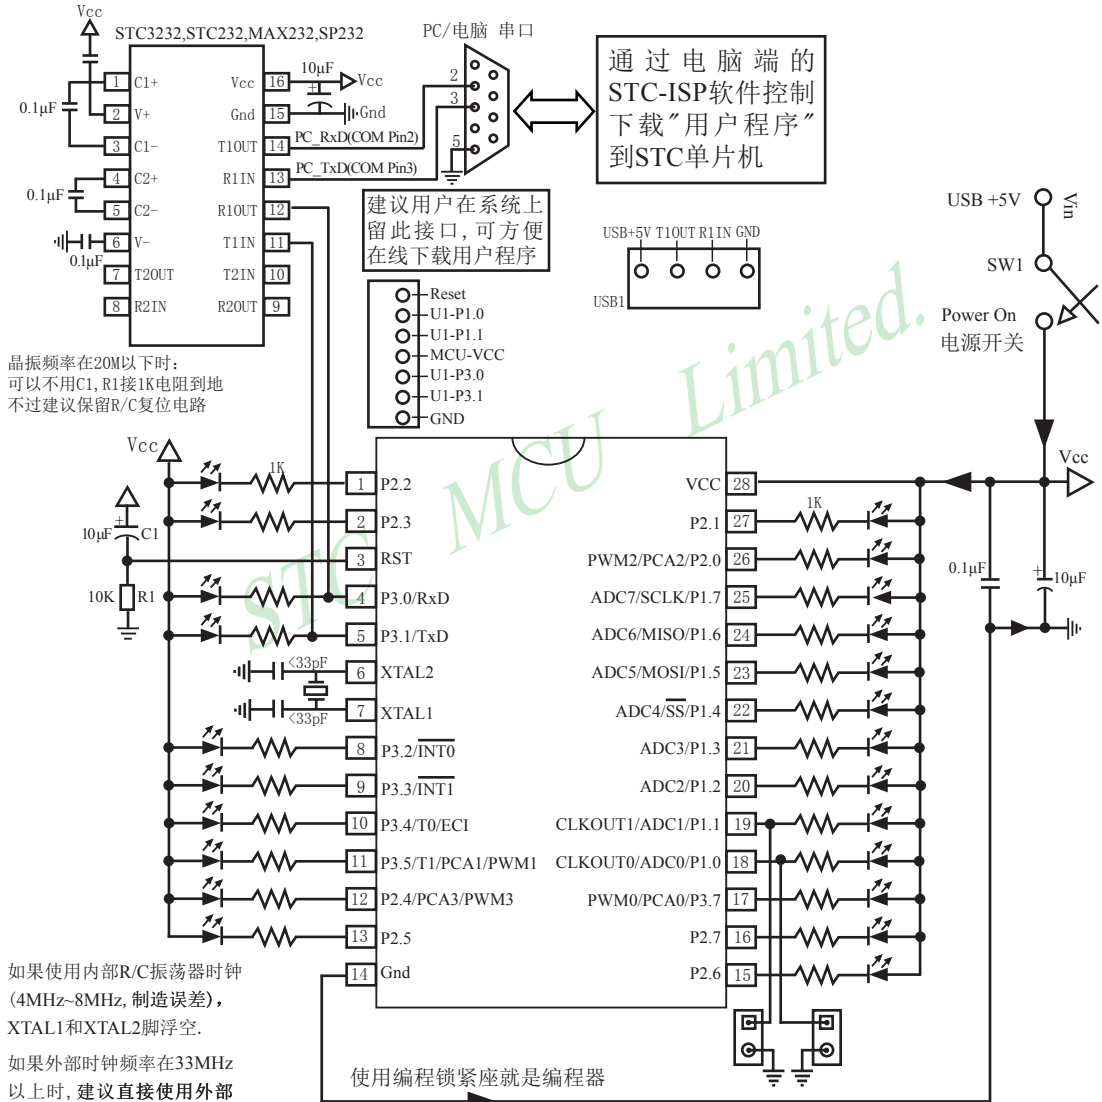 Vcc
STC3232,STC232,MAX232,SP232
PC/电脑 串口
1 C1+
Vcc 16
10μF
+
Vcc
0.1μF
2 V+
Gnd 15
Gnd
3 C1-
T1OUT 14
PC_RxD(COM Pin2)
4 C2+
R1IN 13
PC_TxD(COM Pin3)
0.1μF
5 C2-
R1OUT 12
6 V-
T1IN 11
0.1μF
7 T2OUT
T2IN 10
8 R2IN
R2OUT 9
2
3
5
通过电脑端的
STC-ISP软件控制
下载"用户程序"
到STC单片机
建议用户在系统上
留此接口,可方便
在线下载用户程序
USB+5V T1OUT R1IN GND
USB1
USB +5V
Vin
SW1
Power On
电源开关
Reset
U1-P1.0
U1-P1.1
MCU-VCC
U1-P3.0
U1-P3.1
GND
晶振频率在20M以下时:
可以不用C1,R1接1K电阻到地
不过建议保留R/C复位电路
STC MCU Limited.
Vcc
1K
1 P2.2
2 P2.3
10μF
+
C1
3 RST
10K
R1
4 P3.0/RxD
5 P3.1/TxD
<33pF
6 XTAL2
<33pF
7 XTAL1
8 P3.2/INT0
9 P3.3/INT1
10 P3.4/T0/ECI
11 P3.5/T1/PCA1/PWM1
12 P2.4/PCA3/PWM3
13 P2.5
14 Gnd
VCC 28
Vcc
P2.1 27
1K
PWM2/PCA2/P2.0 26
ADC7/SCLK/P1.7 25
ADC6/MISO/P1.6 24
ADC5/MOSI/P1.5 23
ADC4/SS/P1.4 22
ADC3/P1.3 21
ADC2/P1.2 20
CLKOUT1/ADC1/P1.1 19
CLKOUT0/ADC0/P1.0 18
PWM0/PCA0/P3.7 17
P2.7 16
P2.6 15
0.1μF
+
10μF
如果使用内部R/C振荡器时钟
(4MHz~8MHz,制造误差),
XTAL1和XTAL2脚浮空.
如果外部时钟频率在33MHz
以上时,建议直接使用外部
使用编程锁紧座就是编程器